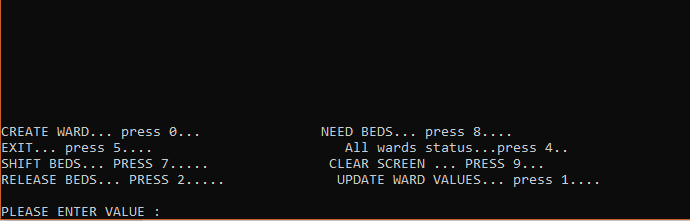 CREATE WARD... press 0... NEED BEDS... press 8....
EXIT... press 5.... All wards status...press 4..
SHIFT BEDS... PRESS 7..... CLEAR SCREEN ... PRESS 9...
RELEASE BEDS... PRESS 2..... UPDATE WARD VALUES... press 1....
PLEASE ENTER VALUE :